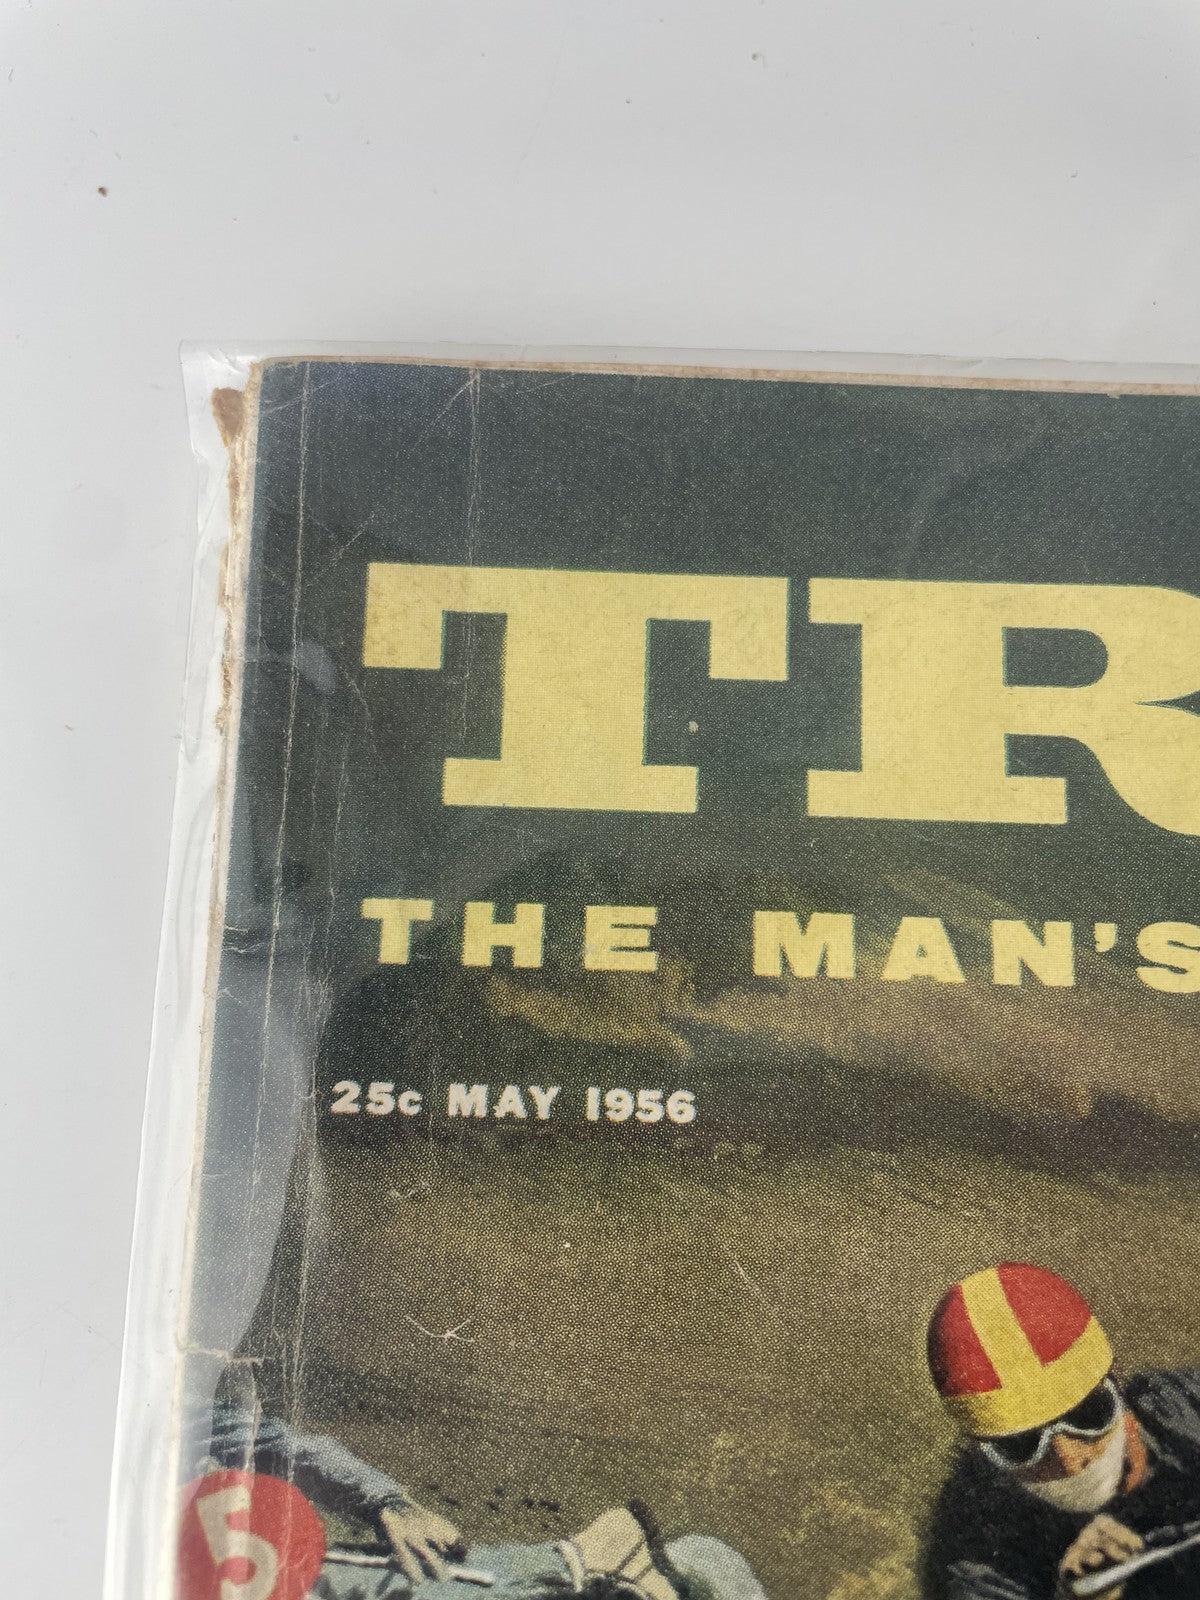 TR
THE MAN'S
25c MAY 1956
5